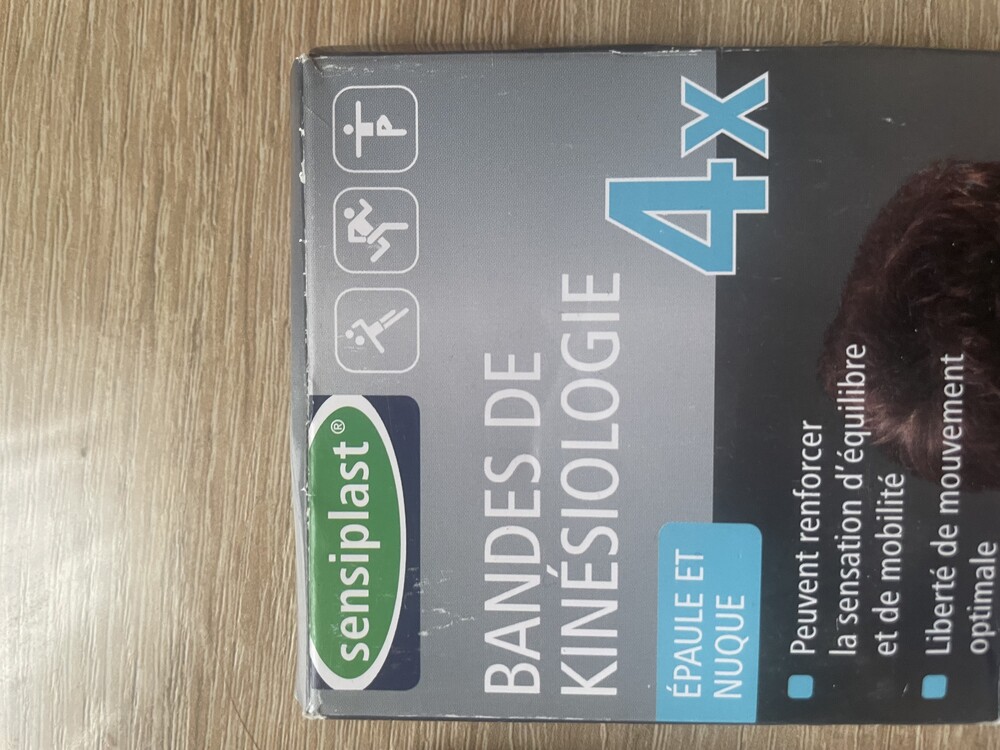 sensiplast®
BANDES DE
KINÉSIOLOGIE
4x
ÉPAULE ET
NUQUE
Peuvent renforcer
la sensation d'équilibre
et de mobilité
Liberté de mouvement
optimale